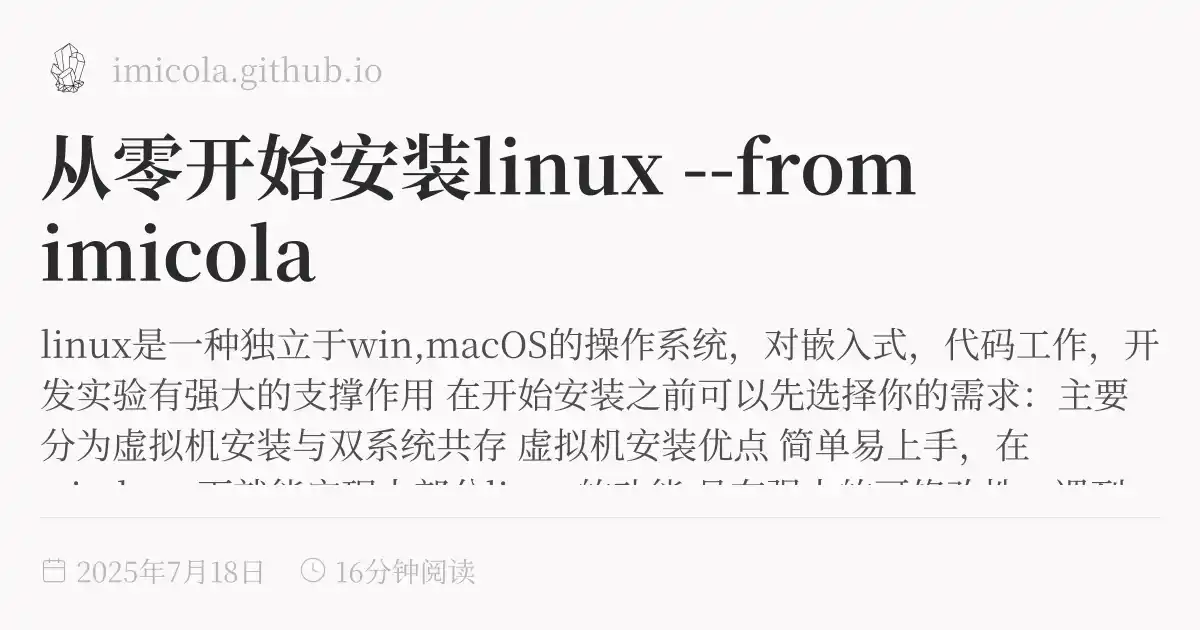 imicola.github.io
从零开始安装linux --from
imicola
linux是一种独立于win,macOS的操作系统，对嵌入式，代码工作，开
发实验有强大的支撑作用 在开始安装之前可以先选择你的需求：主要
分为虚拟机安装与双系统共存 虚拟机安装优点 简单易上手，在
2025年7月18日
16分钟阅读